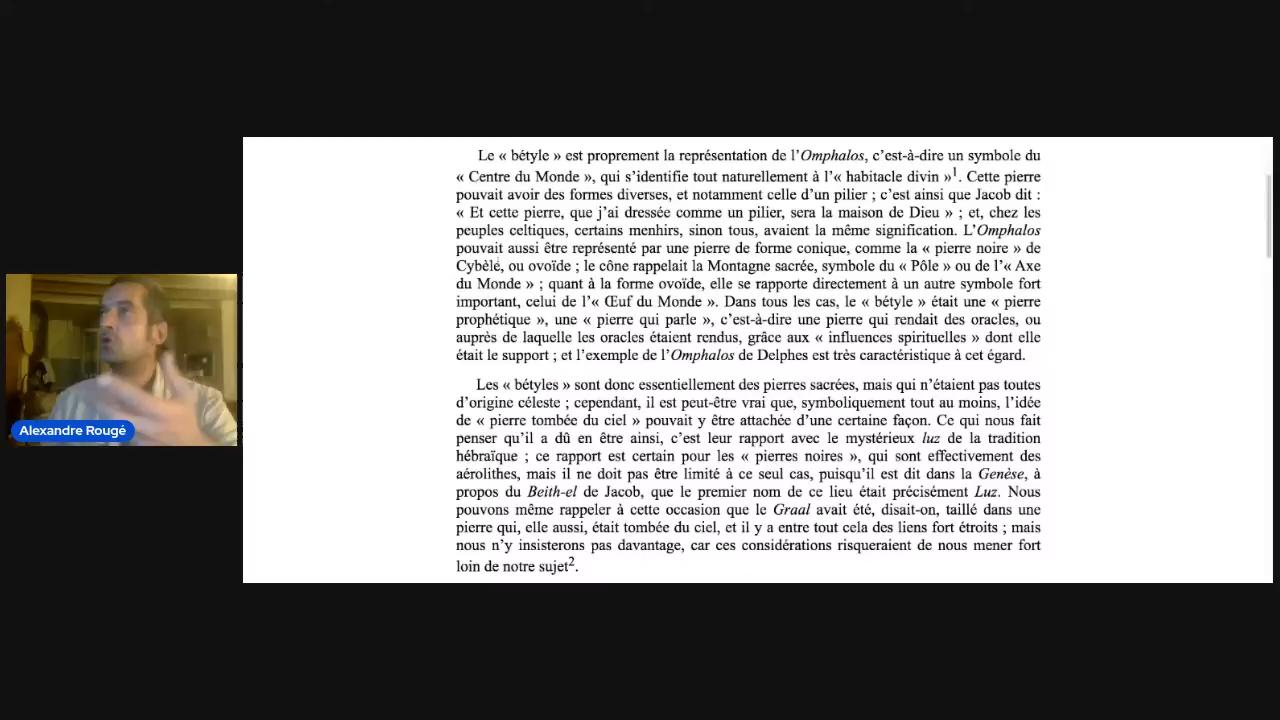 Le « bétyle » est proprement la représentation de l’Omphalos, c’est-à-dire un symbole du
« Centre du Monde », qui s’identifie tout naturellement à l’« habitacle divin »1. Cette pierre
pouvait avoir des formes diverses, et notamment celle d’un pilier ; c’est ainsi que Jacob dit :
« Et cette pierre, que j’ai dressée comme un pilier, sera la maison de Dieu » ; et, chez les
peuples celtiques, certains menhirs, sinon tous, avaient la même signification. L’Omphalos
pouvait aussi être représenté par une pierre de forme conique, comme la « pierre noire » de
Cybèle, ou ovoïde ; le cône rappelait la Montagne sacrée, symbole du « Pôle » ou de l’« Axe
du Monde » ; quant à la forme ovoïde, elle se rapporte directement à un autre symbole fort
important, celui de l’« Œuf du Monde ». Dans tous les cas, le « bétyle » était une « pierre
prophétique », une « pierre qui parle », c’est-à-dire une pierre qui rendait des oracles, ou
auprès de laquelle les oracles étaient rendus, grâce aux « influences spirituelles » dont elle
était le support ; et l’exemple de l’Omphalos de Delphes est très caractéristique à cet égard.
Les « bétyles » sont donc essentiellement des pierres sacrées, mais qui n’étaient pas toutes
d’origine céleste ; cependant, il est peut-être vrai que, symboliquement tout au moins, l’idée
de « pierre tombée du ciel » pouvait y être attachée d’une certaine façon. Ce qui nous fait
penser qu’il a dû en être ainsi, c’est leur rapport avec le mystérieux luz de la tradition
hébraïque ; ce rapport est certain pour les « pierres noires », qui sont effectivement des
aérolithes, mais il ne doit pas être limité à ce seul cas, puisqu’il est dit dans la Genèse, à
propos du Beith-el de Jacob, que le premier nom de ce lieu était précisément Luz. Nous
pouvons même rappeler à cette occasion que le Graal avait été, disait-on, taillé dans une
pierre qui, elle aussi, était tombée du ciel, et il y a entre tout cela des liens fort étroits ; mais
nous n’y insisterons pas davantage, car ces considérations risqueraient de nous mener fort
loin de notre sujet2.
Alexandre Rougé